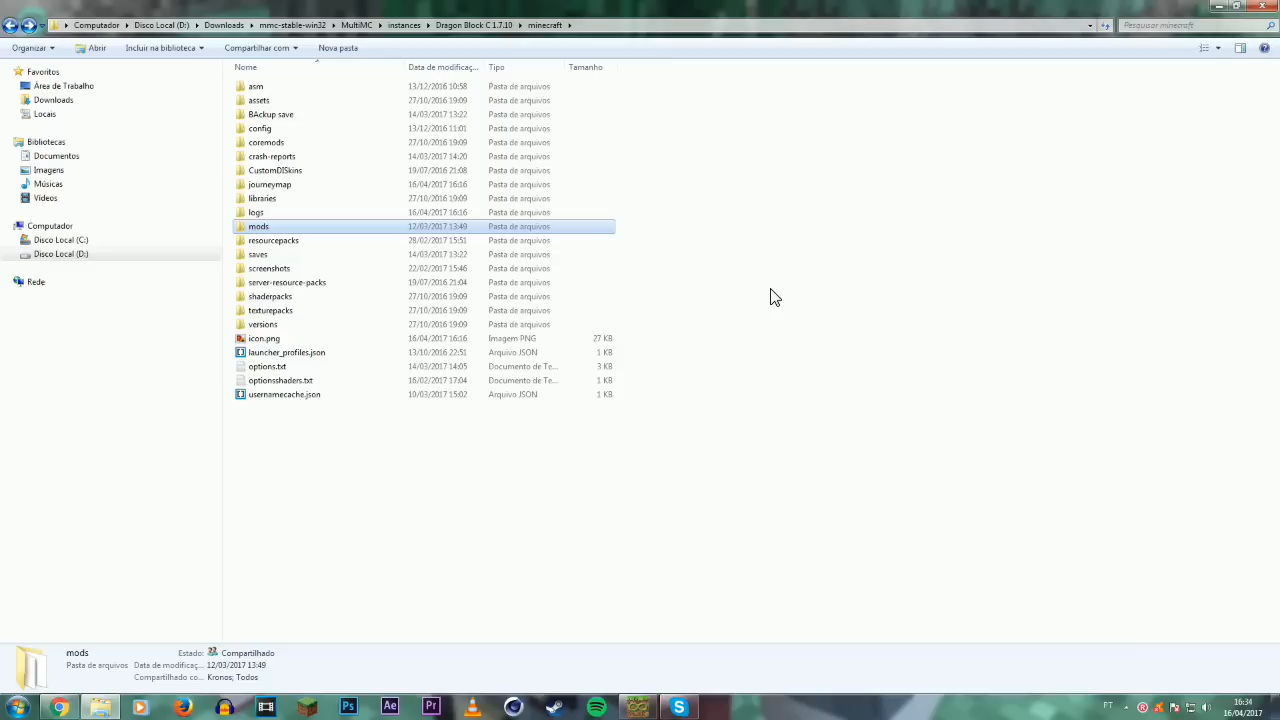 Computador ▸ Disco Local (D:) ▸ Downloads ▸ mmc-stable-win32 ▸ MultiMC ▸ instances ▸ Dragon Block C 1.7.10 ▸ minecraft ▸ Pesquisar minecraft
Organizar Abrir Incluir na biblioteca Compartilhar com Nova pasta
Nome Data de modificaç... Tipo Tamanho
Favoritos
Área de Trabalho
Downloads
Locais
Bibliotecas
Documentos
Imagens
Músicas
Vídeos
Computador
Disco Local (C:)
Disco Local (D:)
Rede
asm 13/12/2016 10:58 Pasta de arquivos
assets 27/10/2016 19:09 Pasta de arquivos
BAckup save 14/03/2017 13:22 Pasta de arquivos
config 13/12/2016 11:01 Pasta de arquivos
coremods 27/10/2016 19:09 Pasta de arquivos
crash-reports 14/03/2017 14:20 Pasta de arquivos
CustomDISkins 19/07/2016 21:08 Pasta de arquivos
journeymap 16/04/2017 16:16 Pasta de arquivos
libraries 27/10/2016 19:09 Pasta de arquivos
logs 16/04/2017 16:16 Pasta de arquivos
mods 12/03/2017 13:49 Pasta de arquivos
resourcepacks 28/02/2017 15:51 Pasta de arquivos
saves 14/03/2017 13:22 Pasta de arquivos
screenshots 22/02/2017 15:46 Pasta de arquivos
server-resource-packs 19/07/2016 21:04 Pasta de arquivos
shaderpacks 27/10/2016 19:09 Pasta de arquivos
texturepacks 27/10/2016 19:09 Pasta de arquivos
versions 27/10/2016 19:09 Pasta de arquivos
icon.png 16/04/2017 16:16 Imagem PNG 27 KB
launcher_profiles.json 13/10/2016 22:51 Arquivo JSON 1 KB
options.txt 14/03/2017 14:05 Documento de Te... 3 KB
optionsshaders.txt 16/02/2017 17:04 Documento de Te... 1 KB
usernamecache.json 10/03/2017 15:02 Arquivo JSON 1 KB
mods Estado: Compartilhado
Pasta de arquivos Data de modificaç... 12/03/2017 13:49
Compartilhado co... Kronos; Todos
Ps Ae Pr PT 16:34
16/04/2017